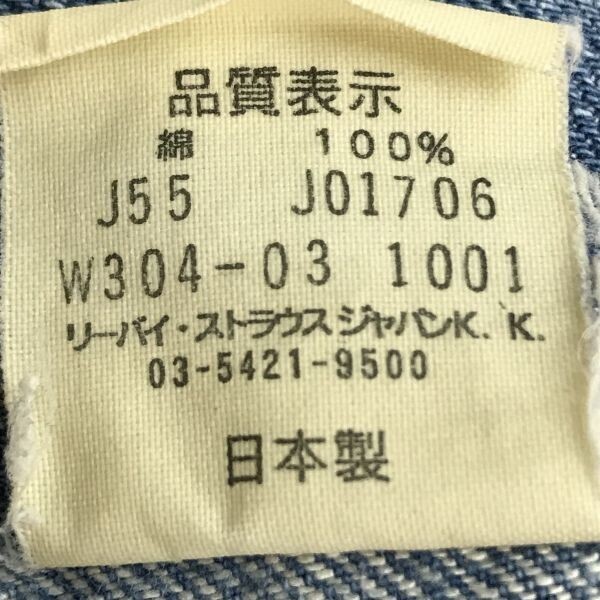 品質表示
綿 100%
J55 J01706
W304-03 1001
リーバイ・ストラウスジャパンK.K.
03-5421-9500
日本製